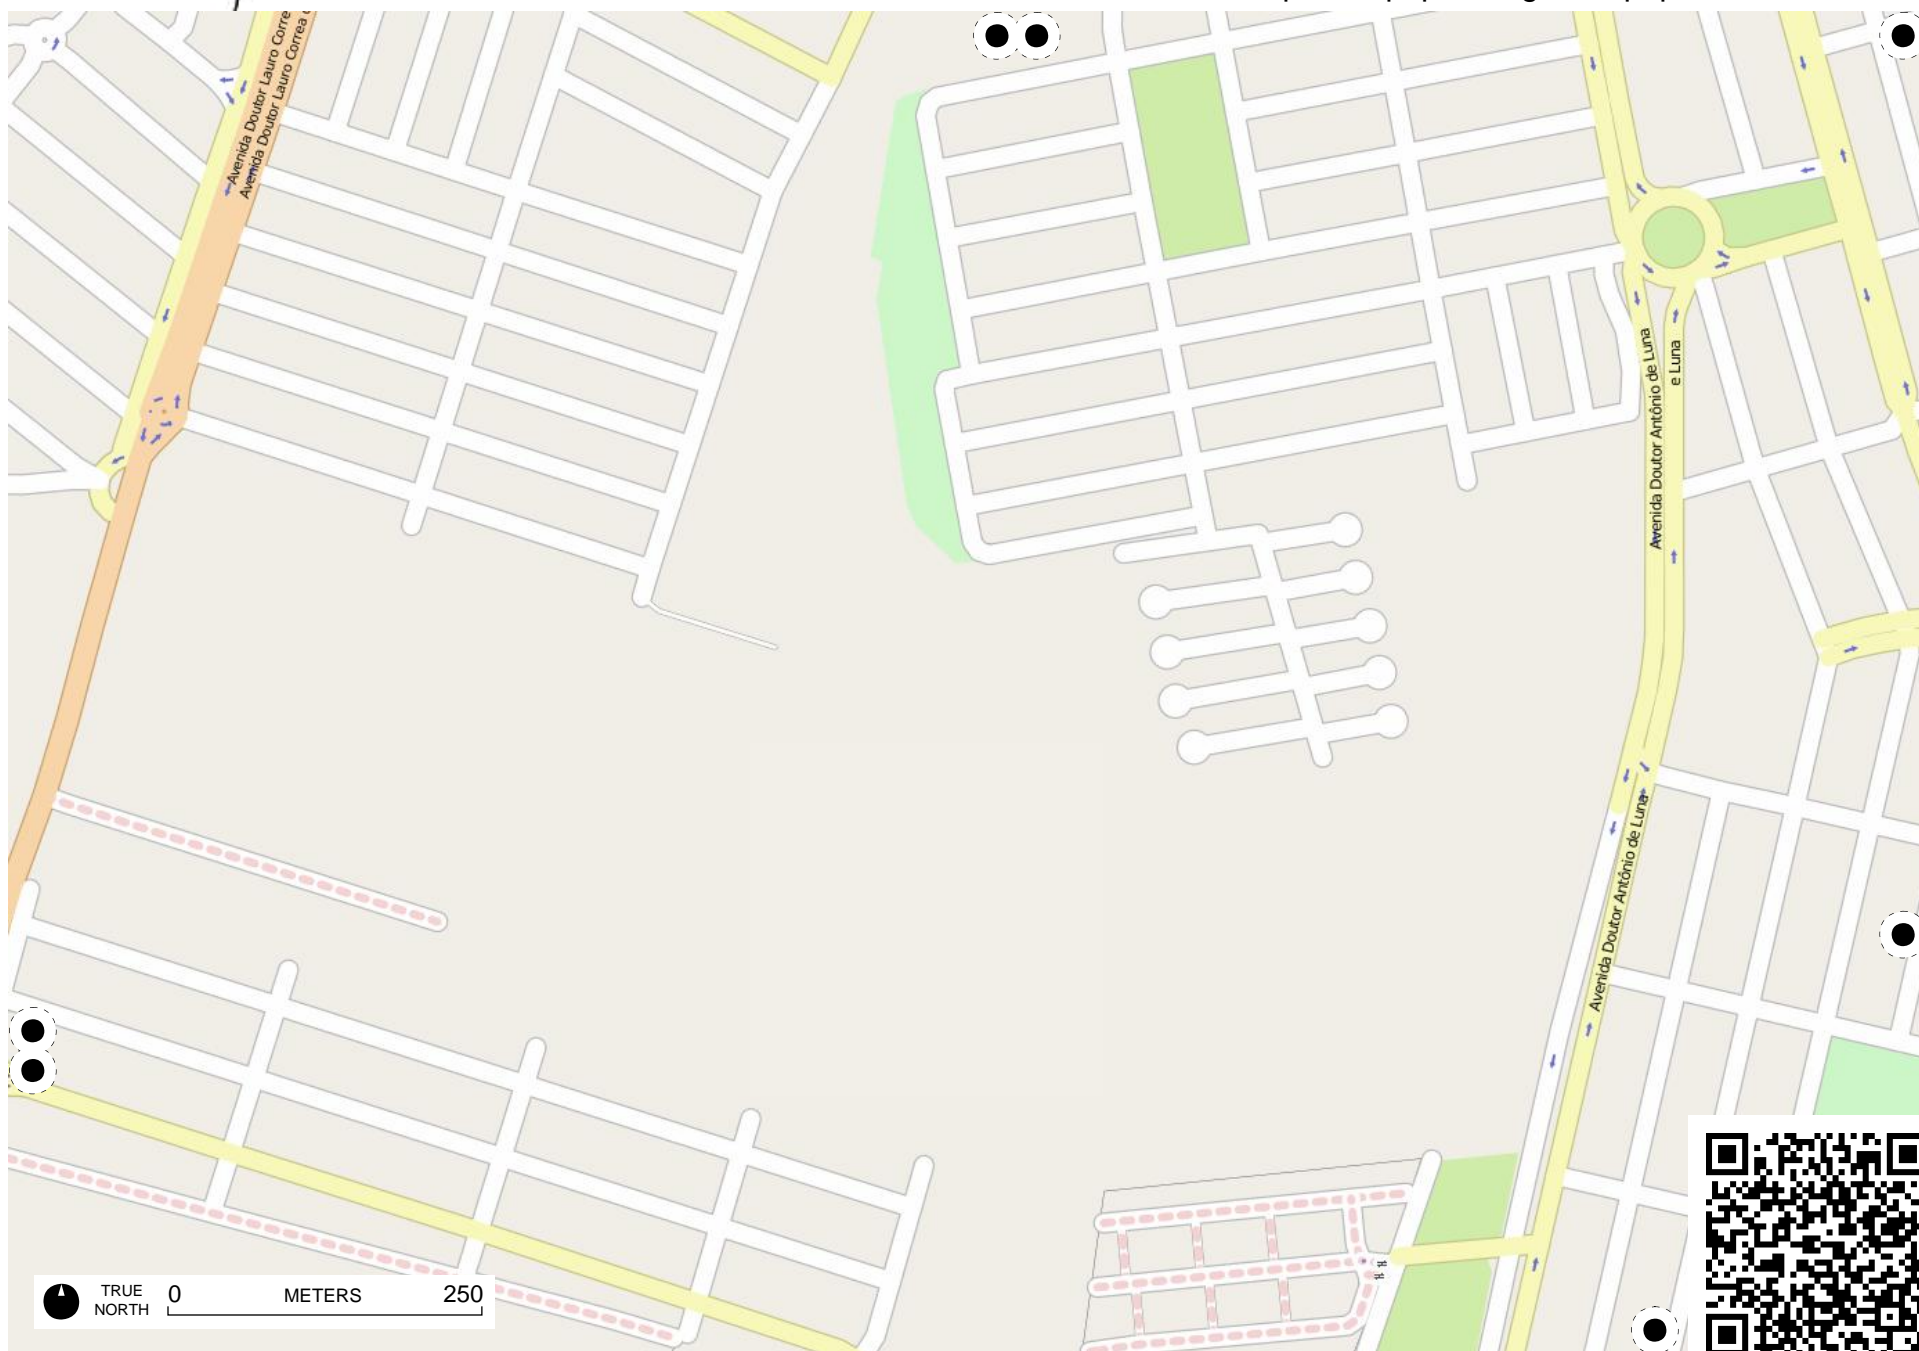 Avenida Doutor Lauro Corre
Avenida Doutor Lauro Correa
Avenida Doutor Antônio de Luna
e Luna
Avenida Doutor Antônio de Luna
TRUE
NORTH
0 METERS 250